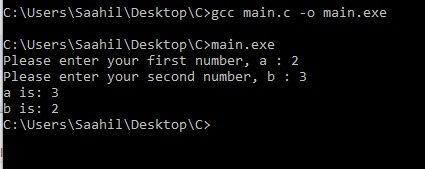 C:\Users\Saahil\Desktop\C>gcc main.c -o main.exe
C:\Users\Saahil\Desktop\C>main.exe
Please enter your first number, a : 2
Please enter your second number, b : 3
a is: 3
b is: 2
C:\Users\Saahil\Desktop\C>